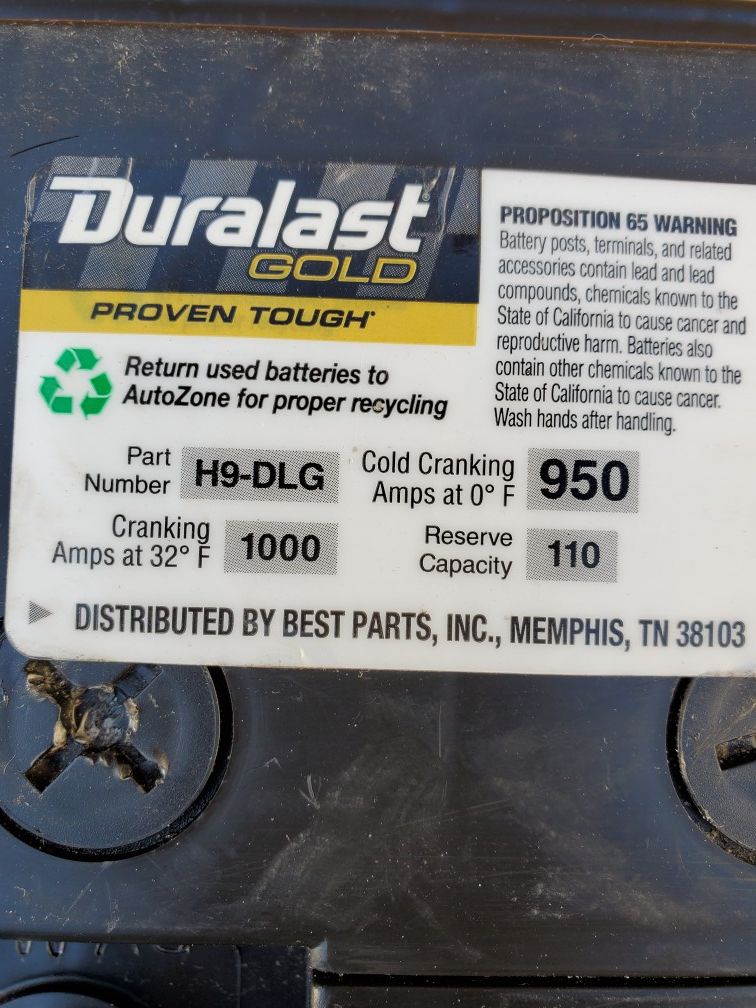 Duralast
GOLD
PROVEN TOUGH
Return used batteries to
AutoZone for proper recycling
PROPOSITION 65 WARNING
Battery posts, terminals, and related
accessories contain lead and lead
compounds, chemicals known to the
State of California to cause cancer and
reproductive harm. Batteries also
contain other chemicals known to the
State of California to cause cancer.
Wash hands after handling.
Part
Number H9-DLG
Cold Cranking
Amps at 0° F 950
Cranking
Amps at 32° F 1000
Reserve
Capacity 110
DISTRIBUTED BY BEST PARTS, INC., MEMPHIS, TN 38103